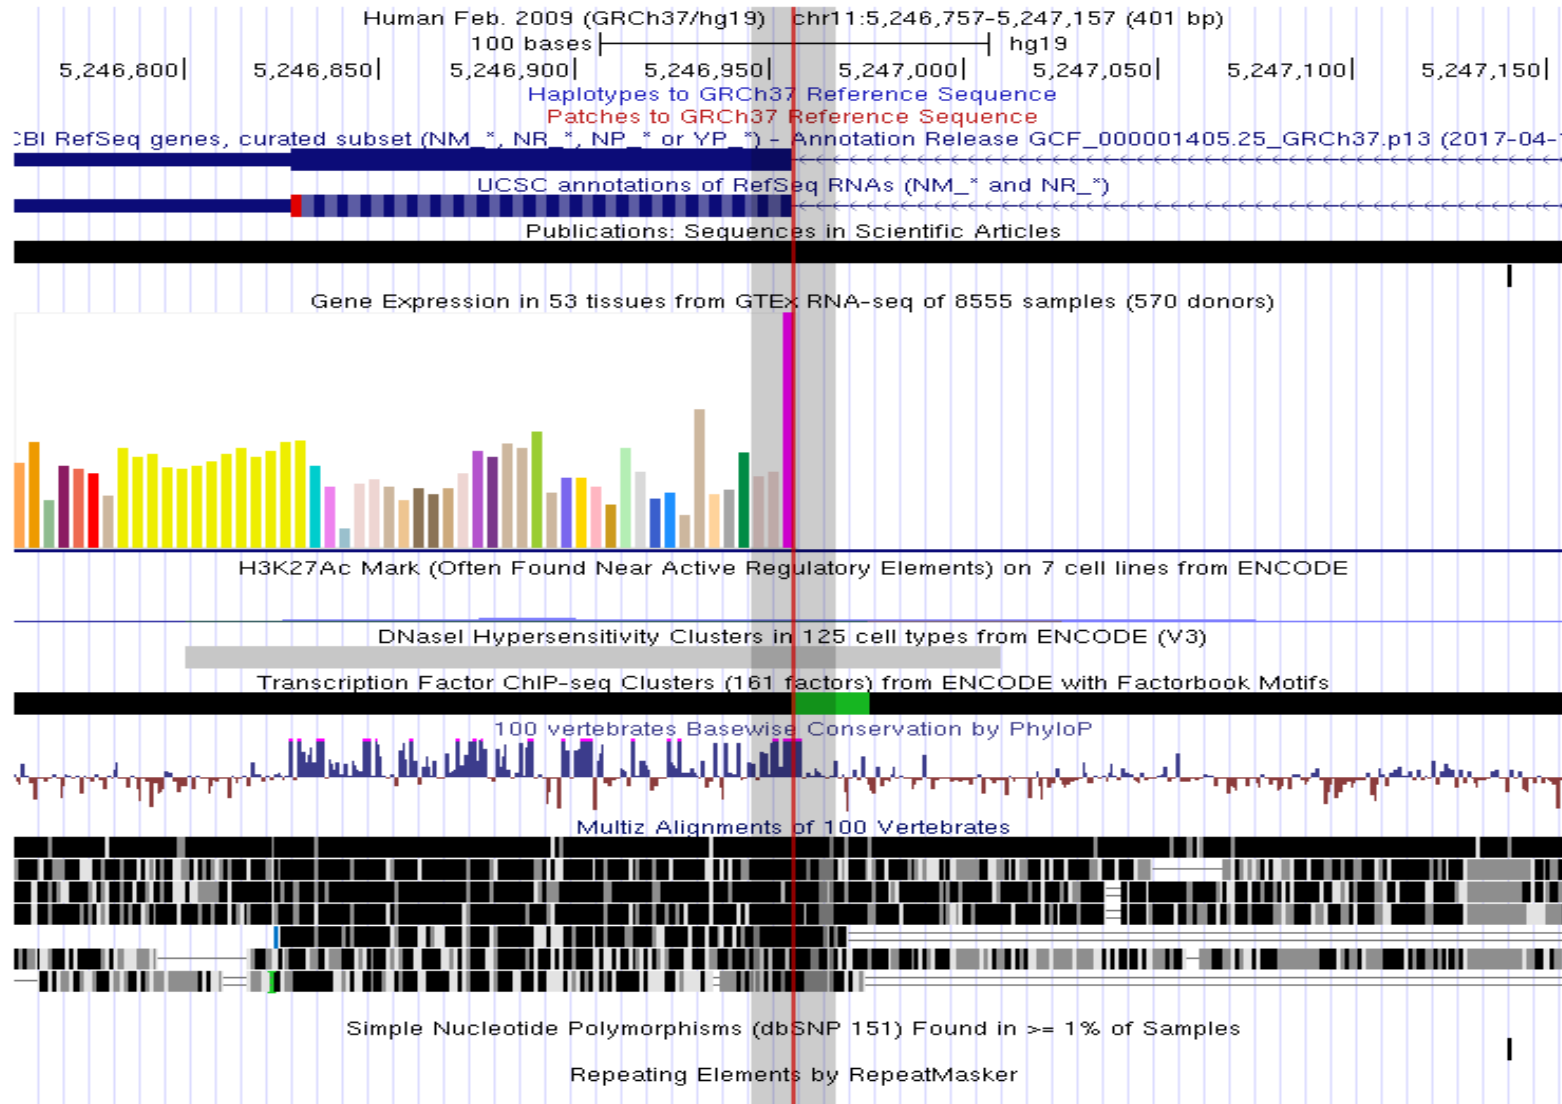 Human Feb. 2009 (GRCh37/hg19) chr11:5,246,757-5,247,157 (401 bp)
100 bases hg19
5,246,800| 5,246,850| 5,246,900| 5,246,950| 5,247,000| 5,247,050| 5,247,100| 5,247,150|
Haplotypes to GRCh37 Reference Sequence
Patches to GRCh37 Reference Sequence
CBI RefSeq genes, curated subset (NM_*, NR_*, NP_* or YP_*) - Annotation Release GCF_000001405.25_GRCh37.p13 (2017-04-
UCSC annotations of RefSeq RNAs (NM_* and NR_*)
Publications: Sequences in Scientific Articles
Gene Expression in 53 tissues from GTEx RNA-seq of 8555 samples (570 donors)
H3K27Ac Mark (Often Found Near Active Regulatory Elements) on 7 cell lines from ENCODE
DNaseI Hypersensitivity Clusters in 125 cell types from ENCODE (V3)
Transcription Factor ChIP-seq Clusters (161 factors) from ENCODE with Factorbook Motifs
100 vertebrates Basewise Conservation by PhyloP
Multiz Alignments of 100 Vertebrates
Simple Nucleotide Polymorphisms (dbSNP 151) Found in >= 1% of Samples
Repeating Elements by RepeatMasker